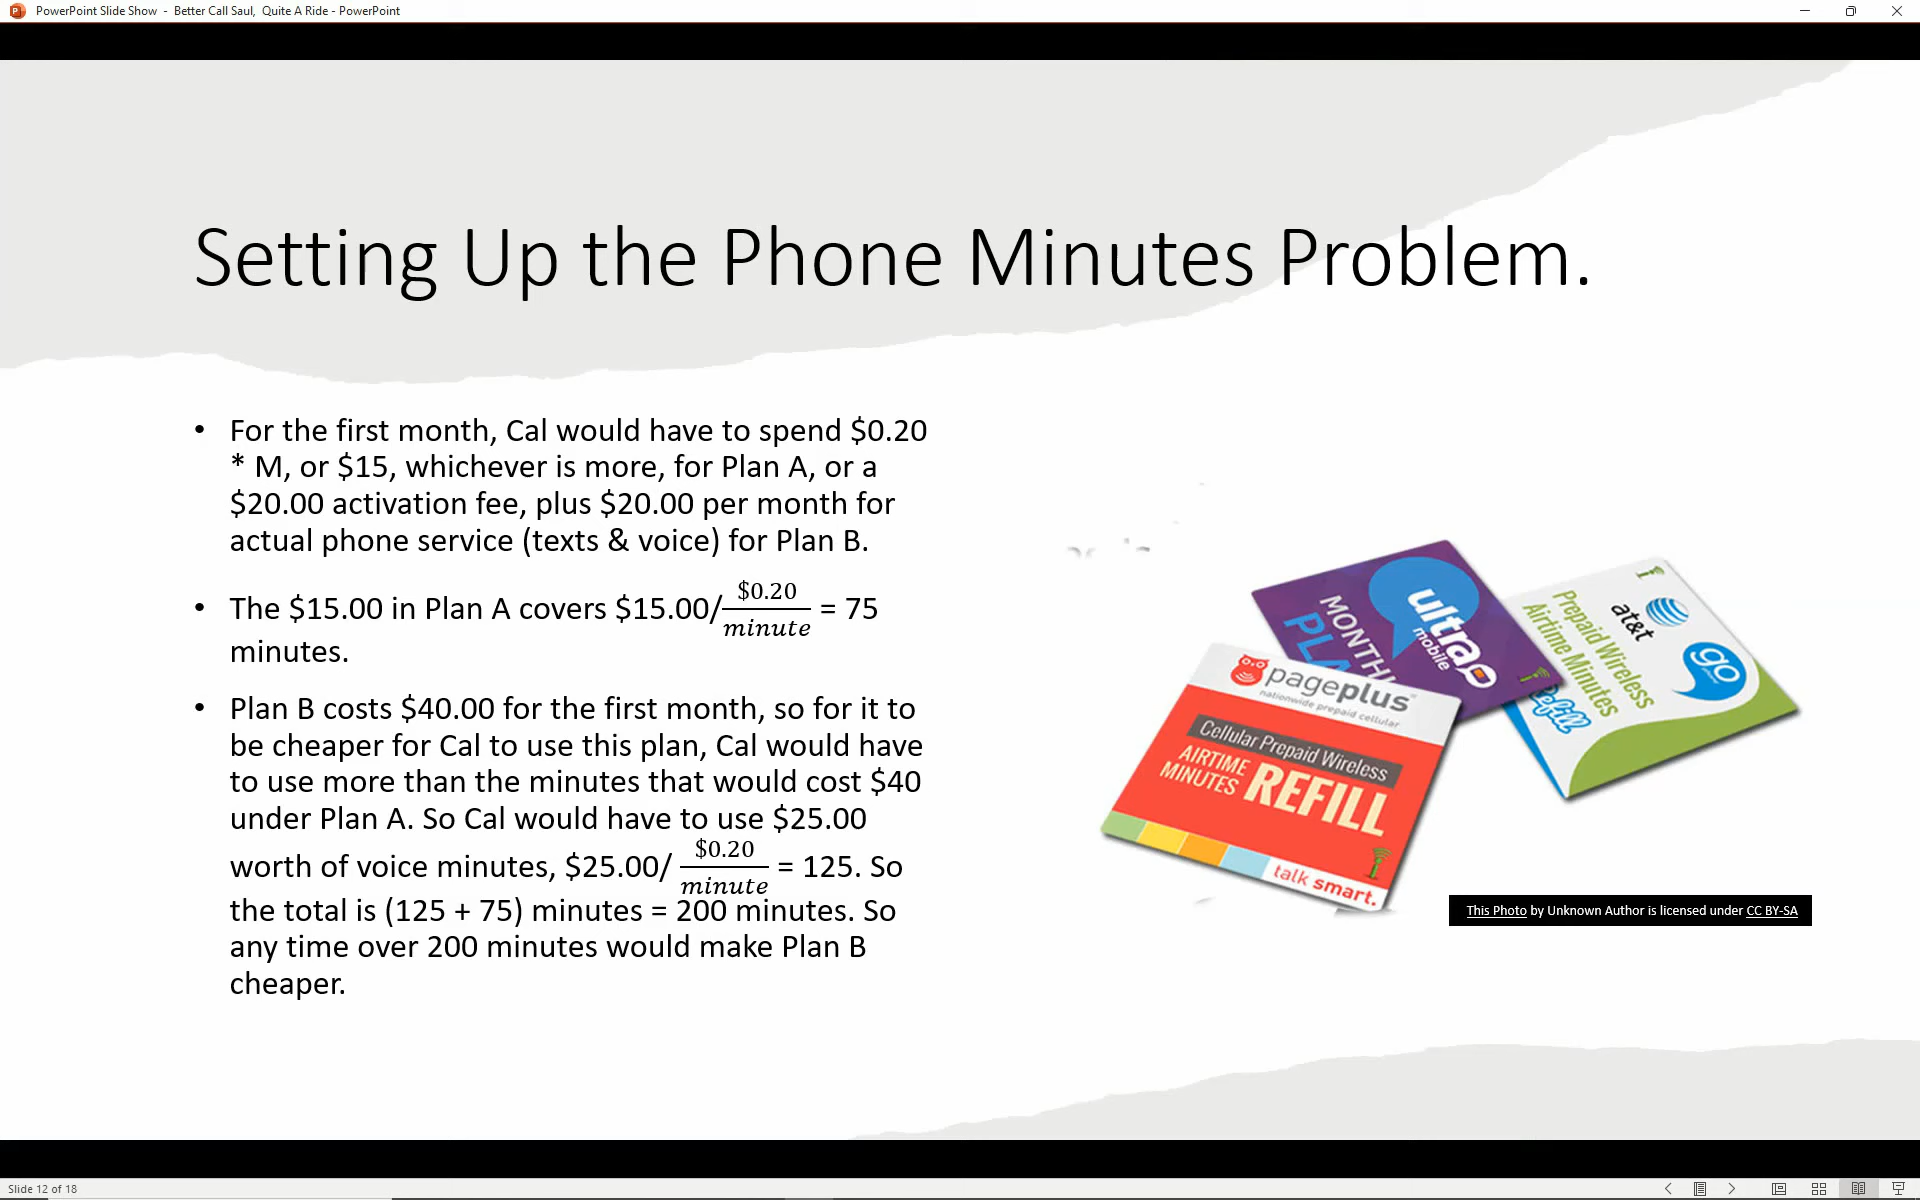 PowerPoint Slide Show - Better Call Saul, Quite A Ride - PowerPoint
Setting Up the Phone Minutes Problem.
• For the first month, Cal would have to spend $0.20
* M, or $15, whichever is more, for Plan A, or a
$20.00 activation fee, plus $20.00 per month for
actual phone service (texts & voice) for Plan B.
• The $15.00 in Plan A covers $15.00/$0.20/minute = 75
minutes.
• Plan B costs $40.00 for the first month, so for it to
be cheaper for Cal to use this plan, Cal would have
to use more than the minutes that would cost $40
under Plan A. So Cal would have to use $25.00
worth of voice minutes, $25.00/ $0.20/minute = 125. So
the total is (125 + 75) minutes = 200 minutes. So
any time over 200 minutes would make Plan B
cheaper.
ultra
mobile
MONTHLY
PLA
at&t
go
Prepaid Wireless
Airtime Minutes
Refill
pageplus
nationwide prepaid cellular
Cellular Prepaid Wireless
AIRTIME
MINUTES
REFILL
talk smart.
This Photo by Unknown Author is licensed under CC BY-SA
Slide 12 of 18